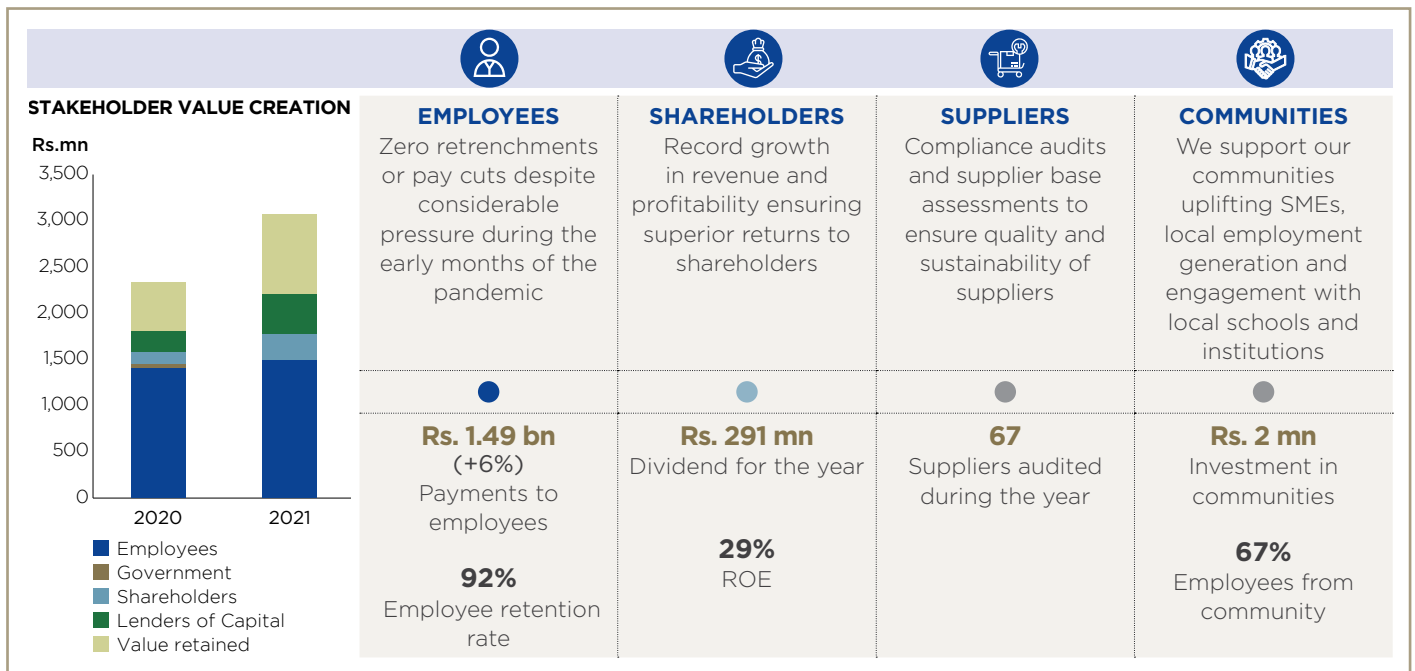 STAKEHOLDER VALUE CREATION
Rs.mn
3,500
3,000
2,500
2,000
1,500
1,000
500
0
2020
2021
Employees
Government
Shareholders
Lenders of Capital
Value retained
EMPLOYEES
Zero retrenchments
or pay cuts despite
considerable
pressure during the
early months of the
pandemic
Rs. 1.49 bn
(+6%)
Payments to
employees
92%
Employee retention
rate
SHAREHOLDERS
Record growth
in revenue and
profitability ensuring
superior returns to
shareholders
Rs. 291 mn
Dividend for the year
29%
ROE
SUPPLIERS
Compliance audits
and supplier base
assessments to
ensure quality and
sustainability of
suppliers
67
Suppliers audited
during the year
COMMUNITIES
We support our
communities
uplifting SMEs,
local employment
generation and
engagement with
local schools and
institutions
Rs. 2 mn
Investment in
communities
67%
Employees from
community